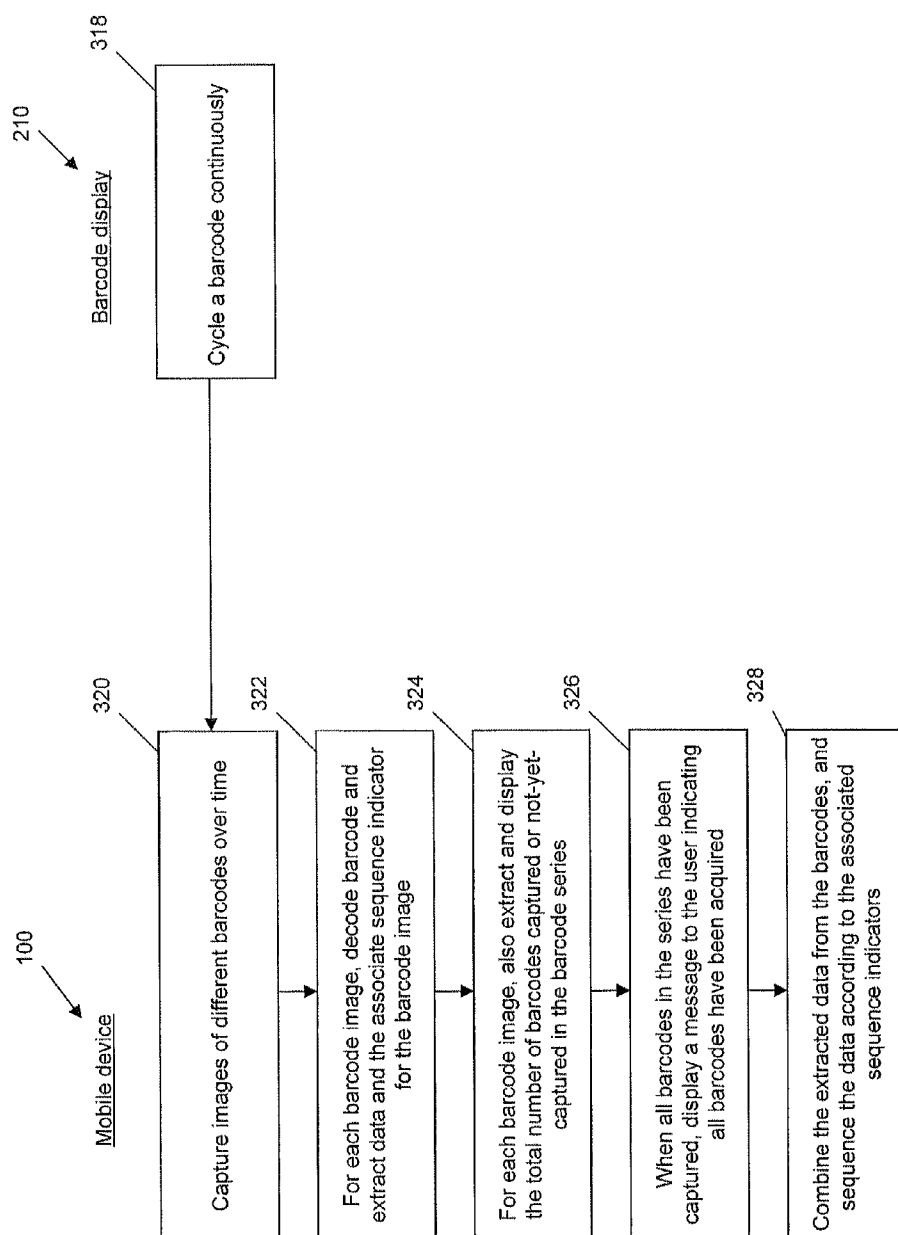 100
Mobile device
210
Barcode display
318
Cycle a barcode continuously
320
Capture images of different barcodes over time
322
For each barcode image, decode barcode and
extract data and the associate sequence indicator
for the barcode image
324
For each barcode image, also extract and display
the total number of barcodes captured or not-yet-
captured in the barcode series
326
When all barcodes in the series have been
captured, display a message to the user indicating
all barcodes have been acquired
328
Combine the extracted data from the barcodes, and
sequence the data according to the associated
sequence indicators